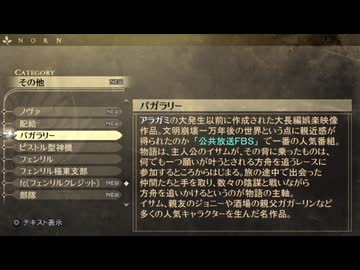 NORN
CATEGORY
その他 NEW
ノヴァ NEW
配給 NEW
バガラリー
ピストル型神機
フェンリル
フェンリル極東支部
fc(フェンリルクレジット) NEW
部隊 NEW
バガラリー
アラガミの大発生以前に作成された大長編娯楽映像
作品。文明崩壊一万年後の世界という点に親近感が
得られたのか「公共放送FBS」で一番の人気番組。
物語は、主人公のイサムが、その背に乗ったものは、
何でも一つ願いが叶うとされる方舟を追うレースに
参加するところからはじまる。旅の途中で出会った
仲間たちと手を取り、数々の陰謀と戦いながら
方舟を追いかけるというのが物語の主軸。
イサム、親友のジョニーや酒屋の親父ガガーリンなど
多くの人気キャラクターを生んだ名作品。
テキスト表示